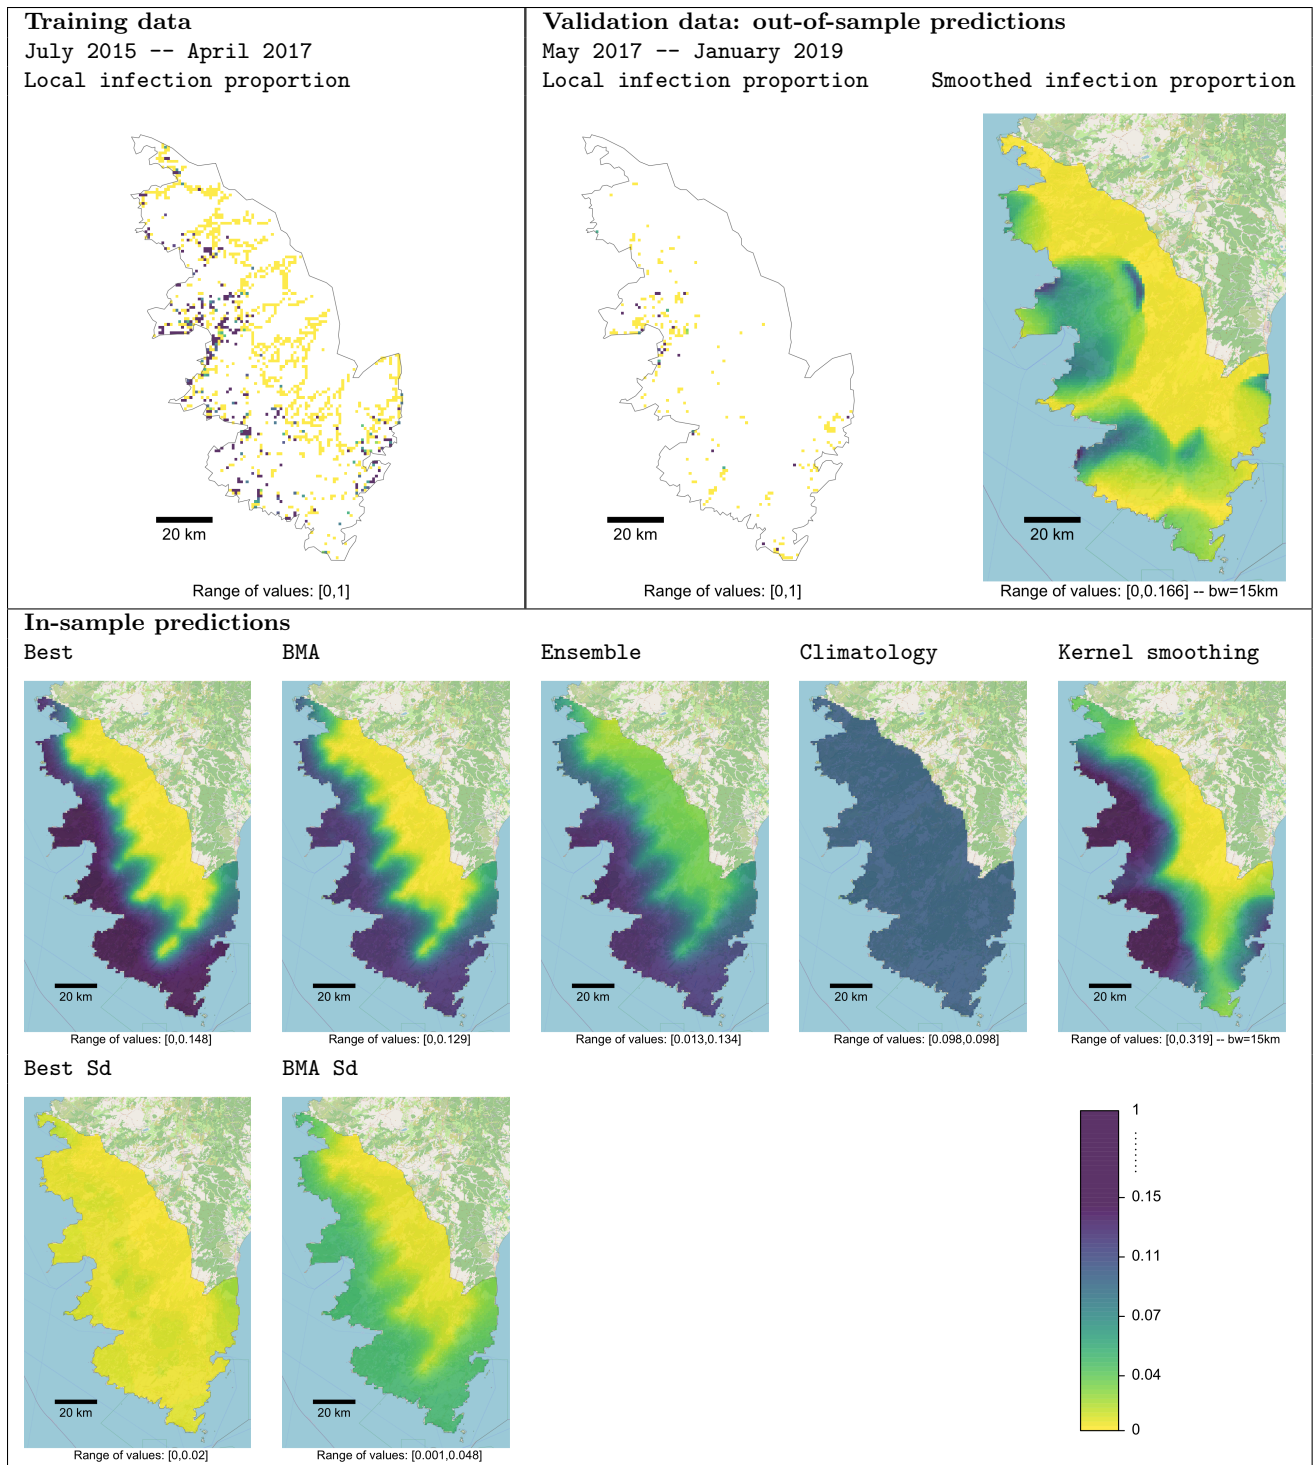 Training data
July 2015 -- April 2017
Local infection proportion
20 km
Range of values: [0,1]
Validation data: out-of-sample predictions
May 2017 -- January 2019
Local infection proportion
Smoothed infection proportion
20 km
20 km
Range of values: [0,1]
Range of values: [0,0.166] -- bw=15km
In-sample predictions
Best
BMA
Ensemble
Climatology
Kernel smoothing
20 km
20 km
20 km
20 km
20 km
Range of values: [0,0.148]
Range of values: [0,0.129]
Range of values: [0.013,0.134]
Range of values: [0.098,0.098]
Range of values: [0,0.319] -- bw=15km
Best Sd
BMA Sd
20 km
20 km
Range of values: [0,0.02]
Range of values: [0.001,0.048]
1
0.15
0.11
0.07
0.04
0